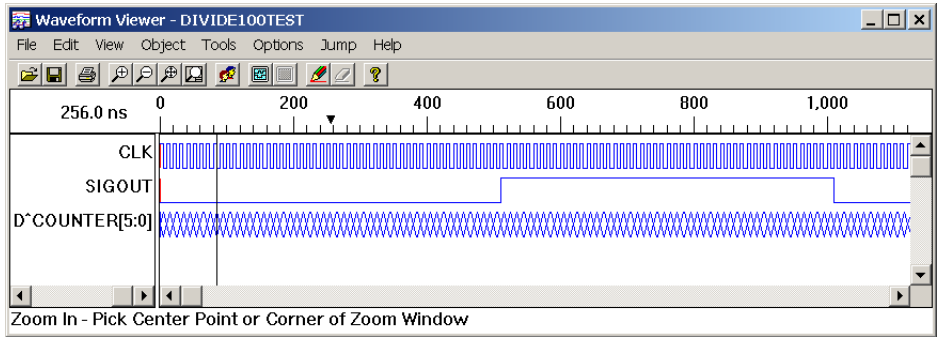 Waveform Viewer - DIVIDE100TEST
File Edit View Object Tools Options Jump Help
256.0 ns 0 200 400 600 800 1,000
CLK
SIGOUT
D^COUNTER[5:0]
Zoom In - Pick Center Point or Corner of Zoom Window